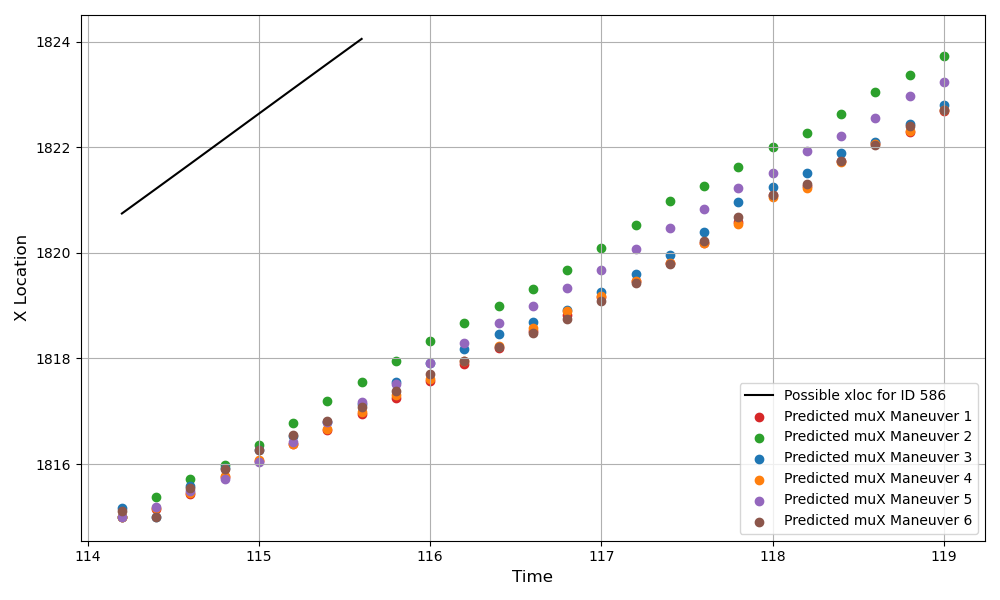 1824
1822
1820
1818
1816
X Location
114
115
116
117
118
119
Time
Possible xloc for ID 586
Predicted muX Maneuver 1
Predicted muX Maneuver 2
Predicted muX Maneuver 3
Predicted muX Maneuver 4
Predicted muX Maneuver 5
Predicted muX Maneuver 6